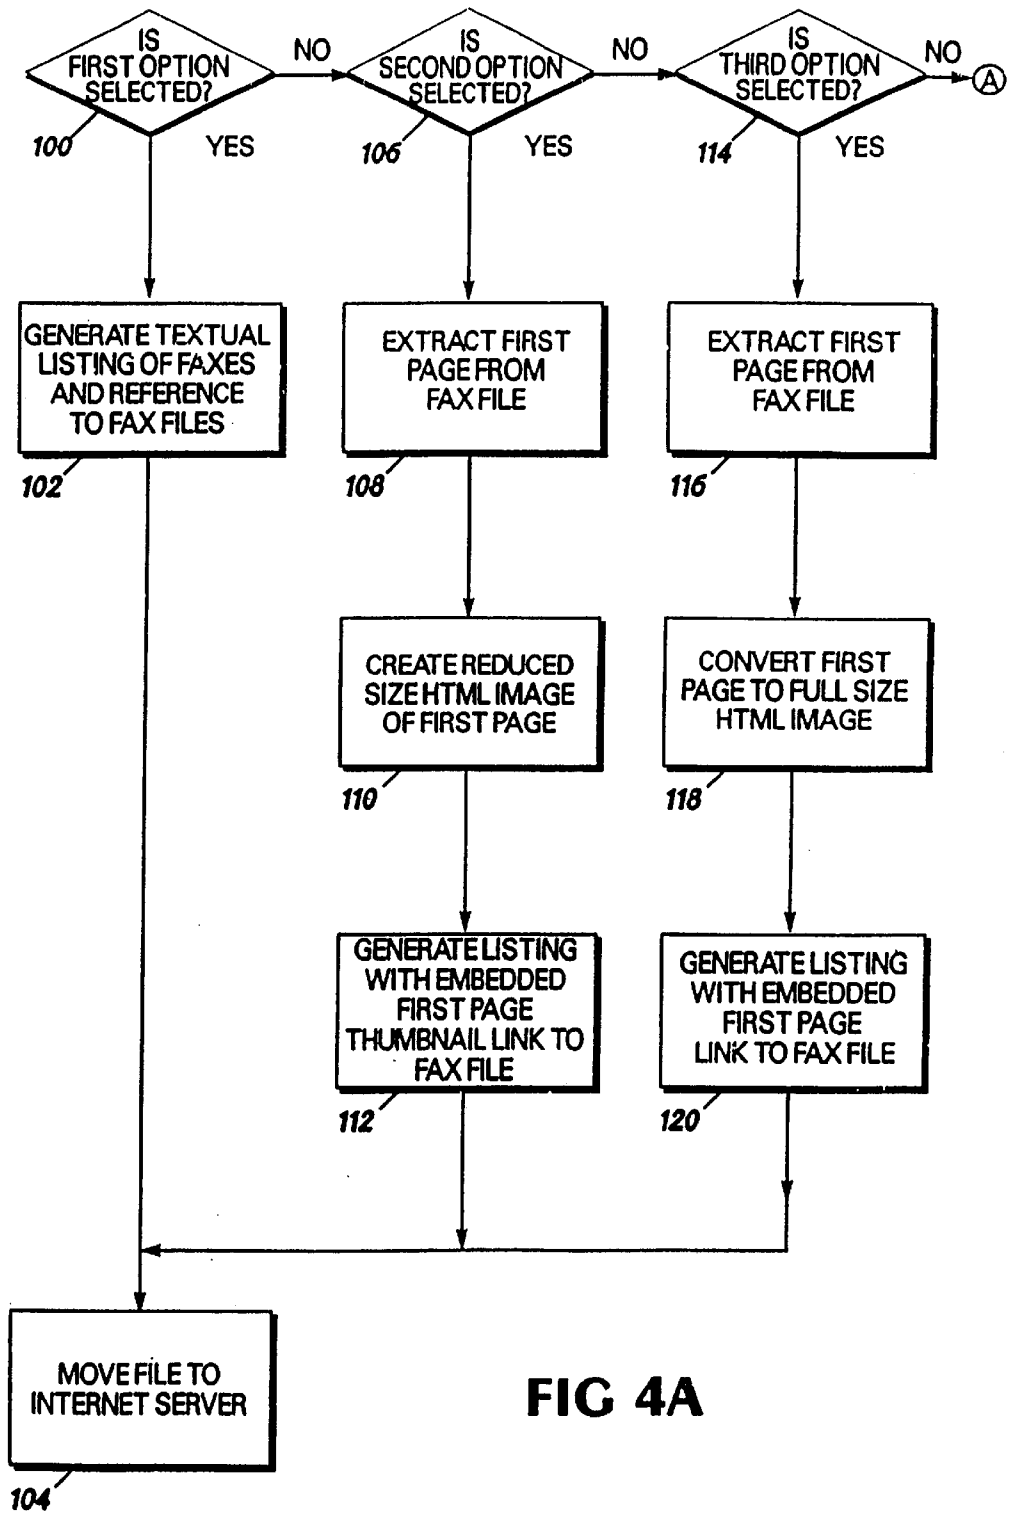 IS
FIRST OPTION
SELECTED?
NO
100
YES
IS
SECOND OPTION
SELECTED?
NO
106
YES
IS
THIRD OPTION
SELECTED?
NO
A
114
YES
GENERATE TEXTUAL
LISTING OF FAXES
AND REFERENCE
TO FAX FILES
102
EXTRACT FIRST
PAGE FROM
FAX FILE
108
EXTRACT FIRST
PAGE FROM
FAX FILE
116
CREATE REDUCED
SIZE HTML IMAGE
OF FIRST PAGE
110
CONVERT FIRST
PAGE TO FULL SIZE
HTML IMAGE
118
GENERATE LISTING
WITH EMBEDDED
FIRST PAGE
THUMBNAIL LINK TO
FAX FILE
112
GENERATE LISTING
WITH EMBEDDED
FIRST PAGE
LINK TO FAX FILE
120
MOVE FILE TO
INTERNET SERVER
104
FIG 4A